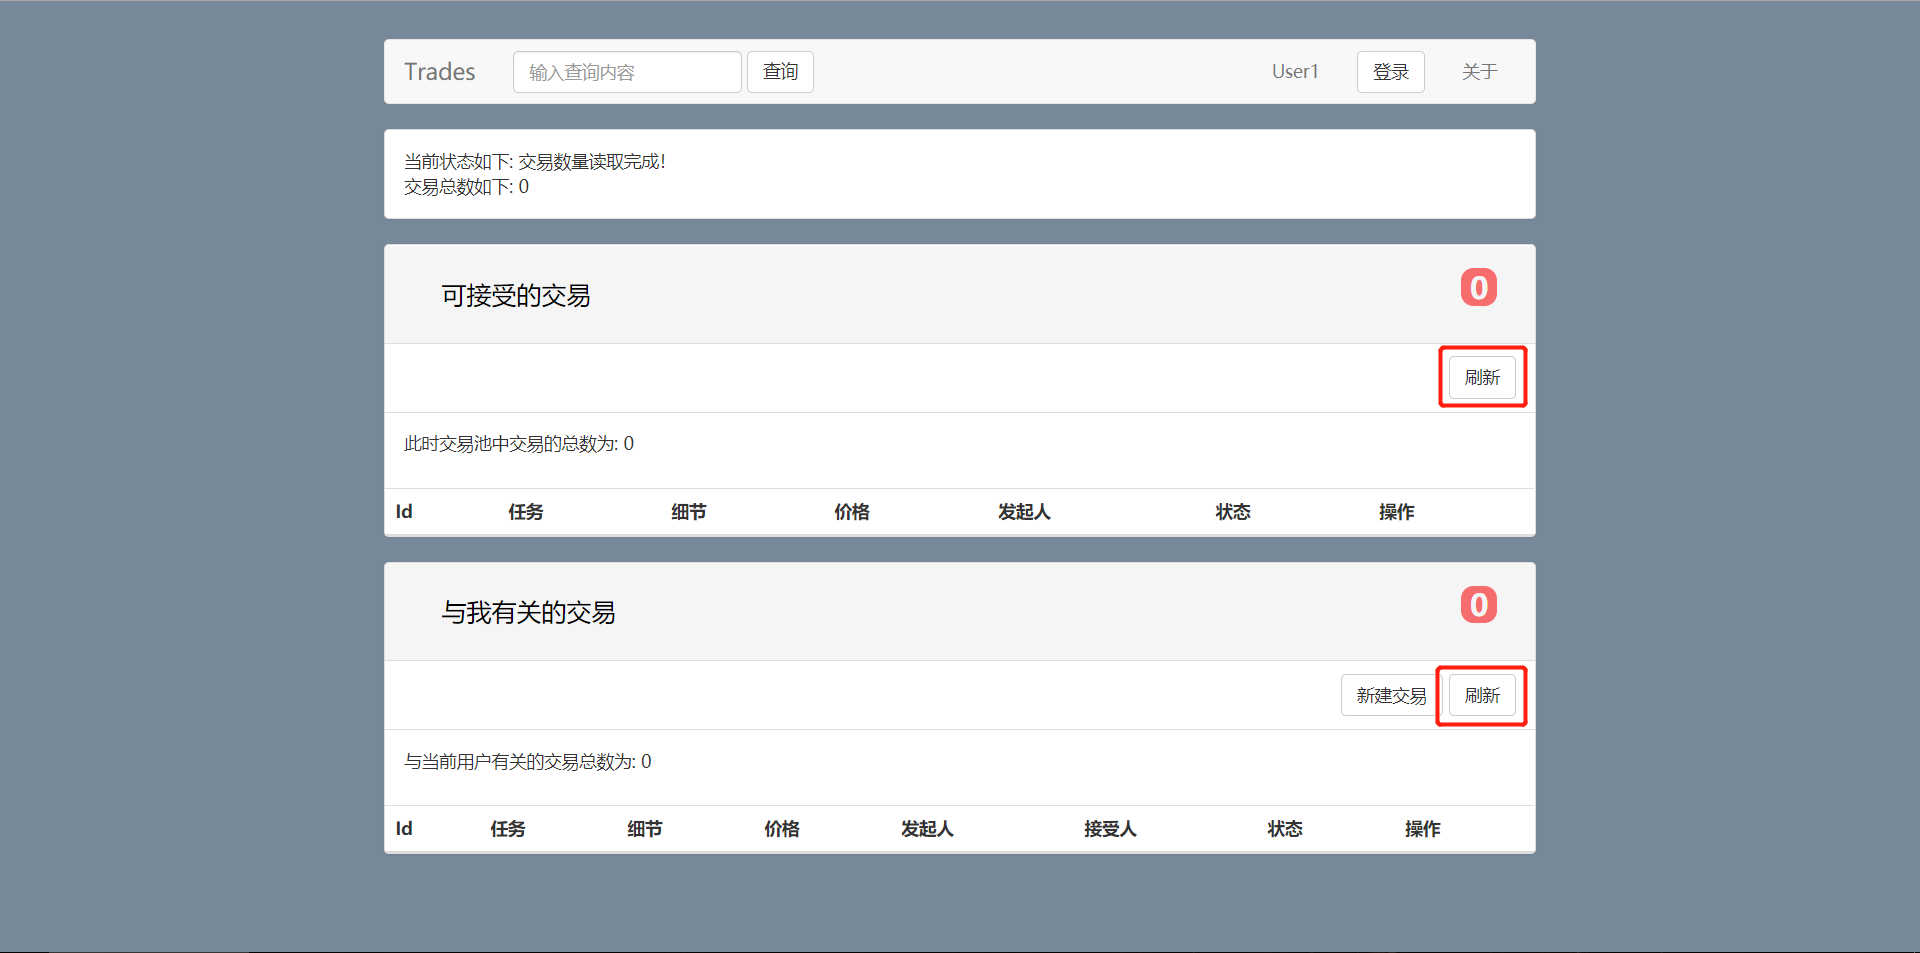 Trades 输入查询内容 查询 User1 登录 关于
当前状态如下: 交易数量读取完成!
交易总数如下: 0
可接受的交易 0
刷新
此时交易池中交易的总数为: 0
Id 任务 细节 价格 发起人 状态 操作
与我有关的交易 0
新建交易 刷新
与当前用户有关的交易总数为: 0
Id 任务 细节 价格 发起人 接受人 状态 操作